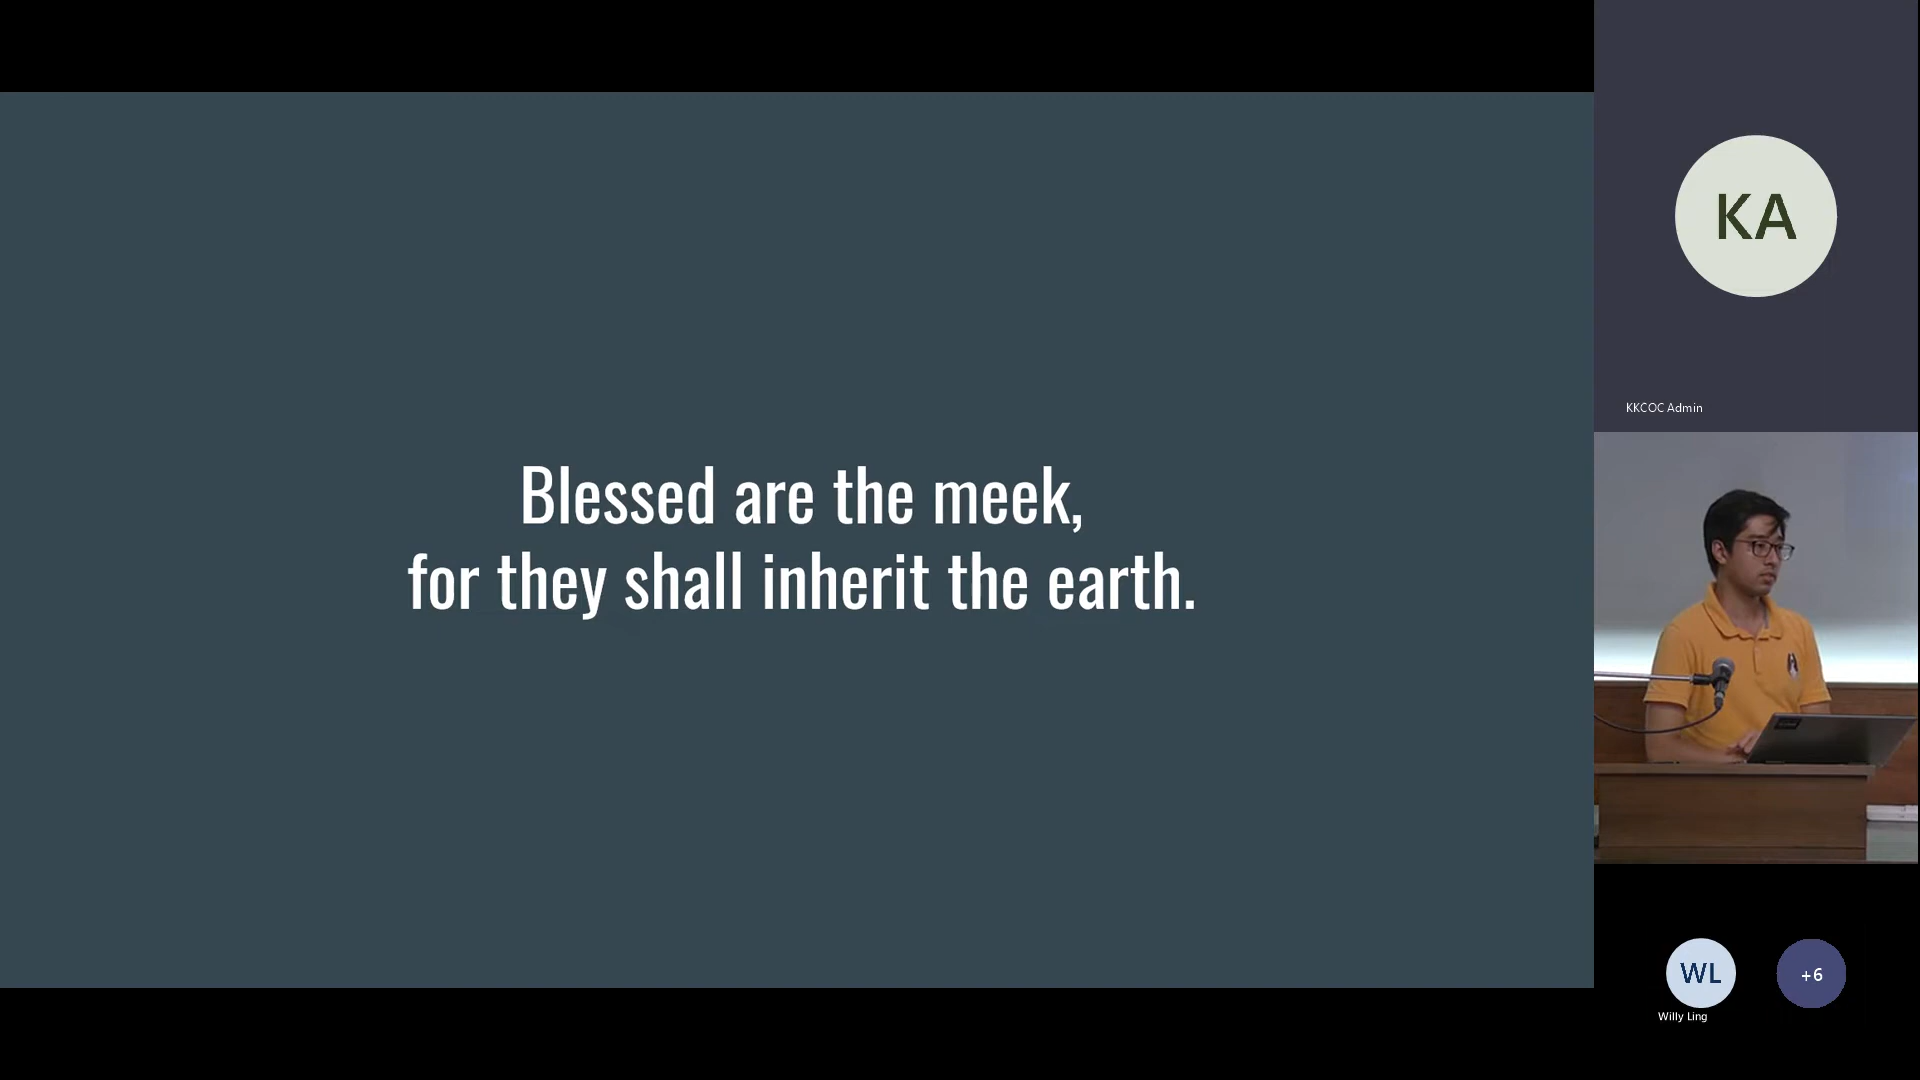 Blessed are the meek,
for they shall inherit the earth.
KA
KKCOC Admin
WL
+6
Willy Ling